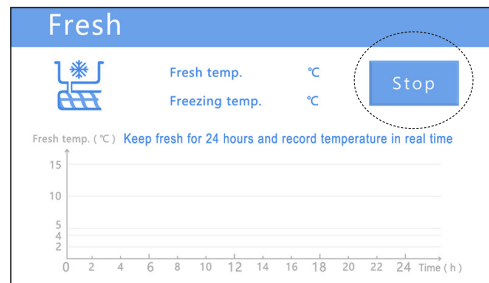 Fresh
Fresh temp. ℃
Stop
Freezing temp. ℃
Fresh temp. ( ℃ ) Keep fresh for 24 hours and record temperature in real time
15
10
5
4
2
0 2 4 6 8 10 12 14 16 18 20 22 24 Time ( h )